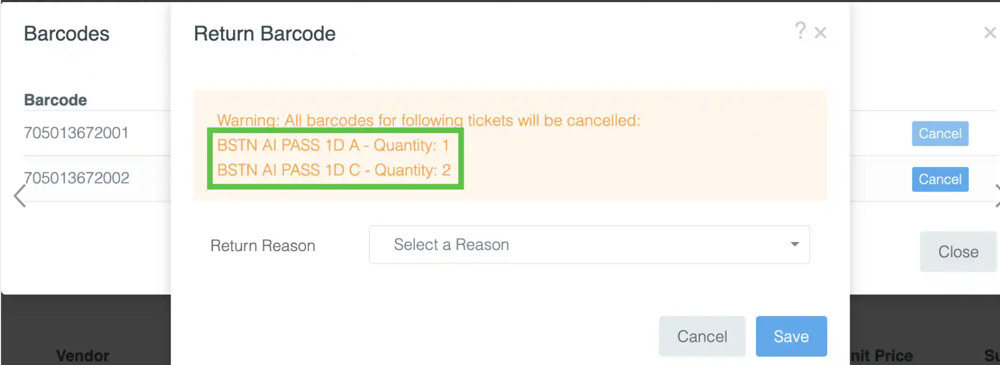 Barcodes
Return Barcode
?
Barcode
Warning: All barcodes for following tickets will be cancelled:
705013672001
Cancel
BSTN AI PASS 1D A - Quantity: 1
BSTN AI PASS 1D C - Quantity: 2
705013672002
Cancel
Return Reason
Select a Reason
Close
Cancel
Save
Vendor
nit Price